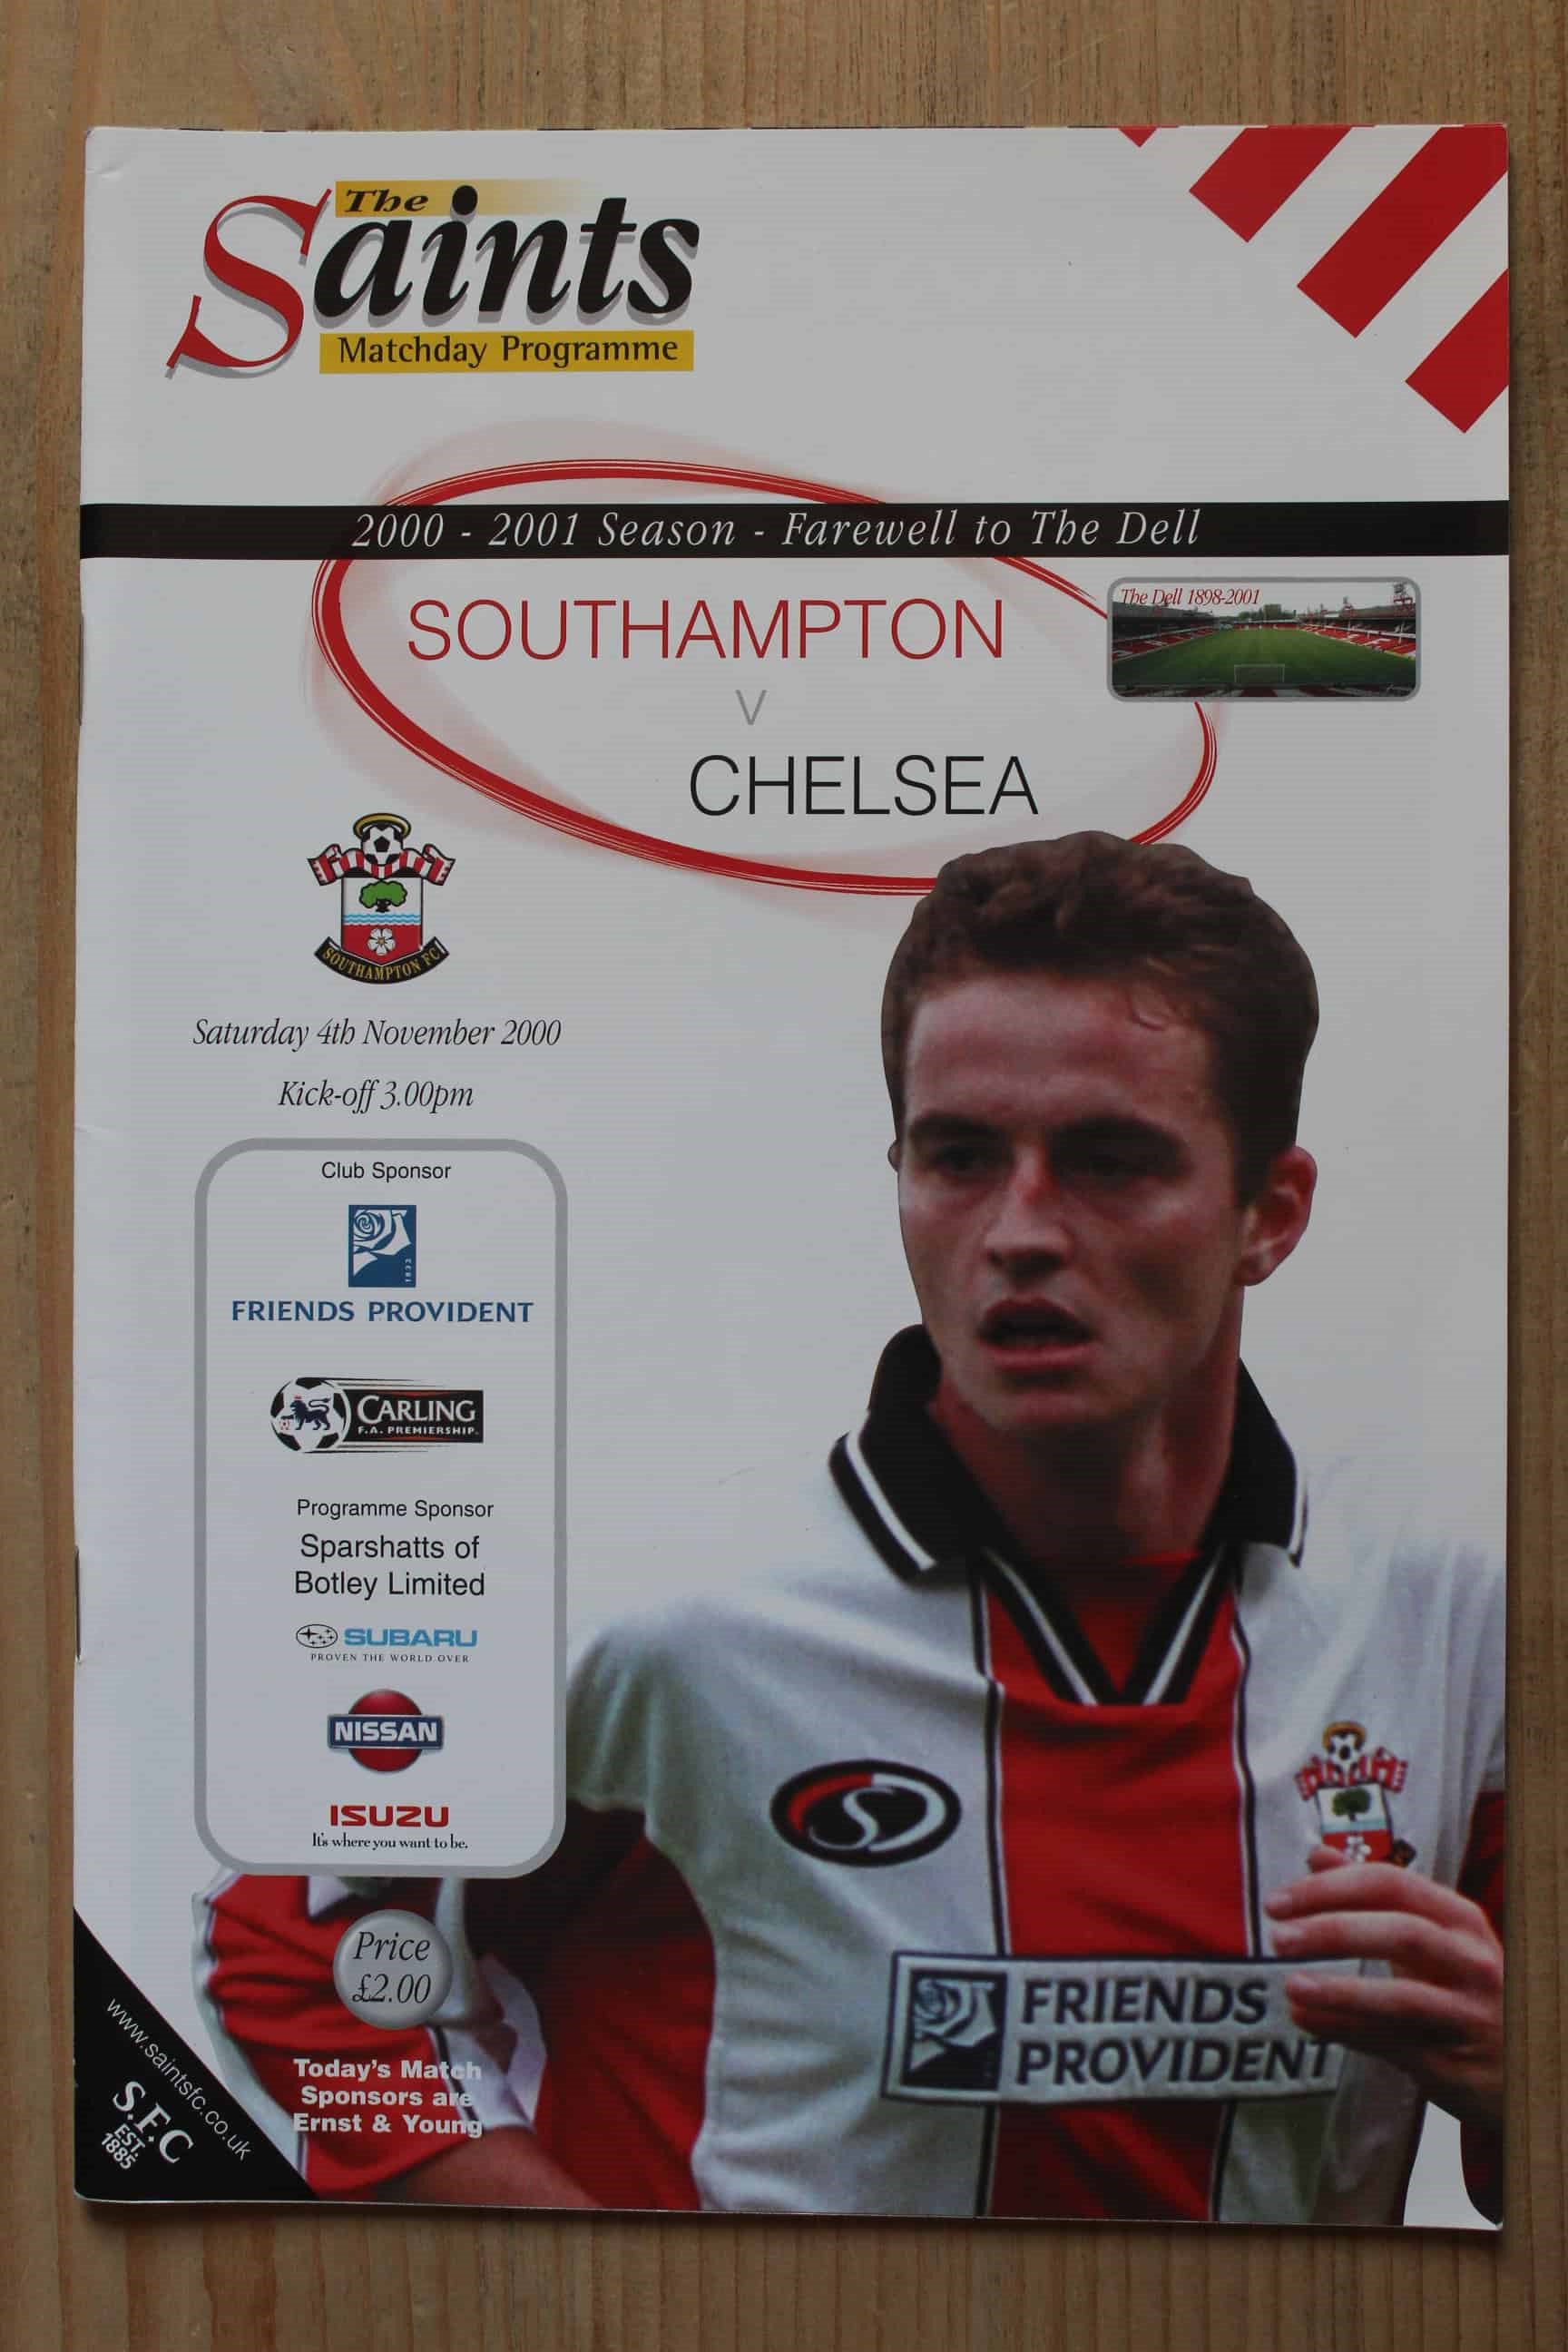 The
Saints
Matchday Programme
2000 - 2001 Season - Farewell to The Dell
SOUTHAMPTON
V
CHELSEA
The Dell 1898-2001
SOUTHAMPTON FC
Saturday 4th November 2000
Kick-off 3.00pm
Club Sponsor
1832
FRIENDS PROVIDENT
CARLING
F.A. PREMIERSHIP.
Programme Sponsor
Sparshatts of
Botley Limited
SUBARU
PROVEN THE WORLD OVER
NISSAN
ISUZU
It's where you want to be.
Price
£2.00
Today's Match
Sponsors are
Ernst & Young
www.saintsfc.co.uk
S.F.C
EST.
1885
FRIENDS
PROVIDENT